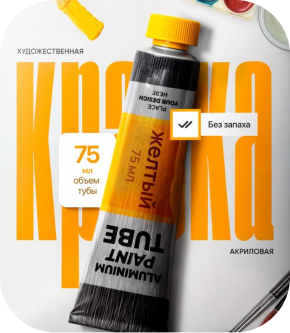 ХУДОЖЕСТВЕННАЯ
краска
75
мл
объем
тубы
Без запаха
АКРИЛОВАЯ
PLACE
YOUR DESIGN
HERE
желтый
75 мл
ALUMINIUM
PAINT
TUBE